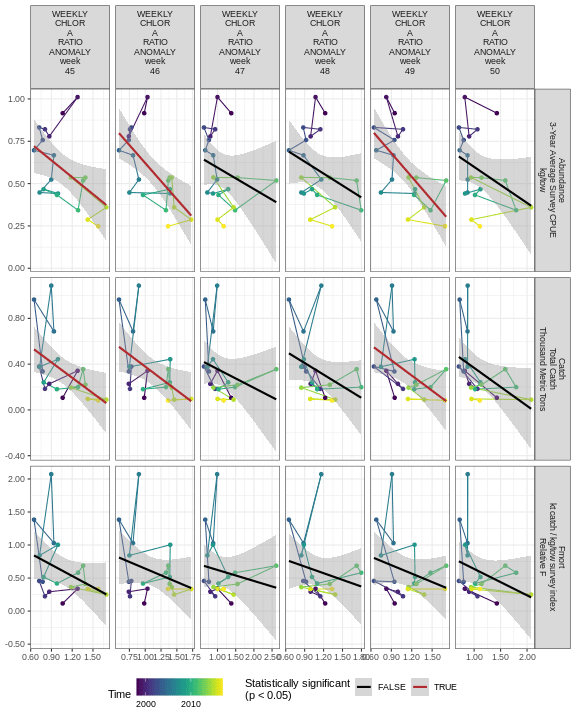 WEEKLY
CHLOR
A
RATIO
ANOMALY
week
45
WEEKLY
CHLOR
A
RATIO
ANOMALY
week
46
WEEKLY
CHLOR
A
RATIO
ANOMALY
week
47
WEEKLY
CHLOR
A
RATIO
ANOMALY
week
48
WEEKLY
CHLOR
A
RATIO
ANOMALY
week
49
WEEKLY
CHLOR
A
RATIO
ANOMALY
week
50
1.00
0.75
0.50
0.25
0.00
Abundance
3-Year Average Survey CPUE
kg/tow
0.80
0.40
0.00
-0.40
Catch
Total Catch
Thousand Metric Tons
2.00
1.50
1.00
0.50
0.00
-0.50
Fmort
kt catch / kg/tow survey index
Relative F
0.60 0.90 1.20 1.50
0.75 1.00 1.25 1.50 1.75
1.00 1.50 2.00 2.50
0.60 0.90 1.20 1.50
0.60 0.90 1.20 1.50
1.00 1.50 2.00
Time
2000 2010
Statistically significant
(p < 0.05)
FALSE
TRUE